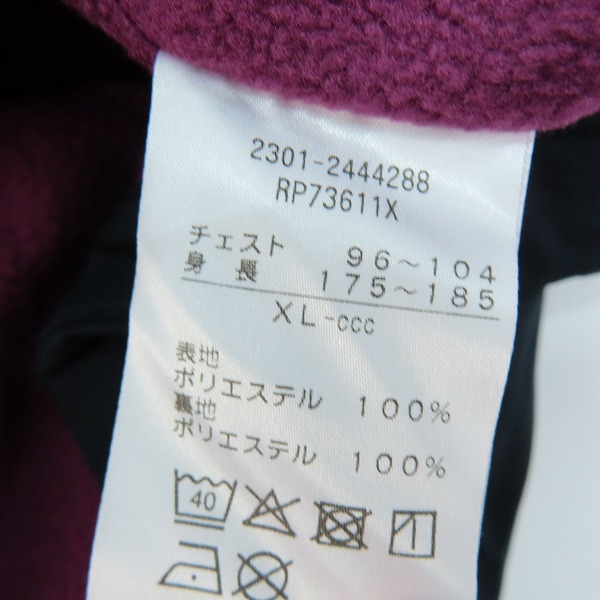 2301-2444288
RP73611X
チェスト 96～104
身長 175～185
XL-ccc
表地
ポリエステル 100%
裏地
ポリエステル 100%
40